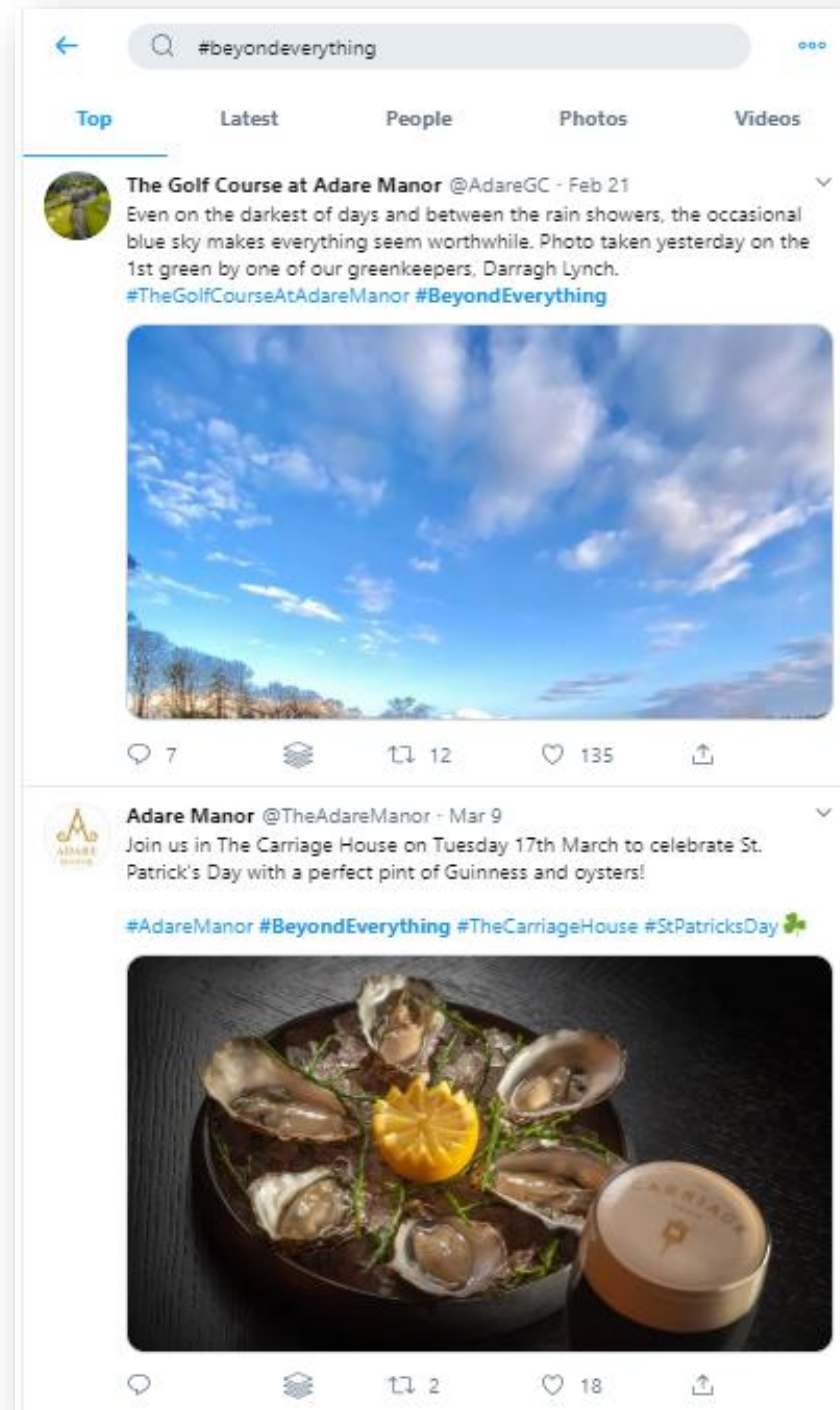 #beyondeverything
Top Latest People Photos Videos
The Golf Course at Adare Manor @AdareGC · Feb 21
Even on the darkest of days and between the rain showers, the occasional
blue sky makes everything seem worthwhile. Photo taken yesterday on the
1st green by one of our greenkeepers, Darragh Lynch.
#TheGolfCourseAtAdareManor #BeyondEverything
7 12 135
Adare Manor @TheAdareManor · Mar 9
ADARE
MANOR
Join us in The Carriage House on Tuesday 17th March to celebrate St.
Patrick's Day with a perfect pint of Guinness and oysters!
#AdareManor #BeyondEverything #TheCarriageHouse #StPatricksDay ☘
CARRIAGE
2 18